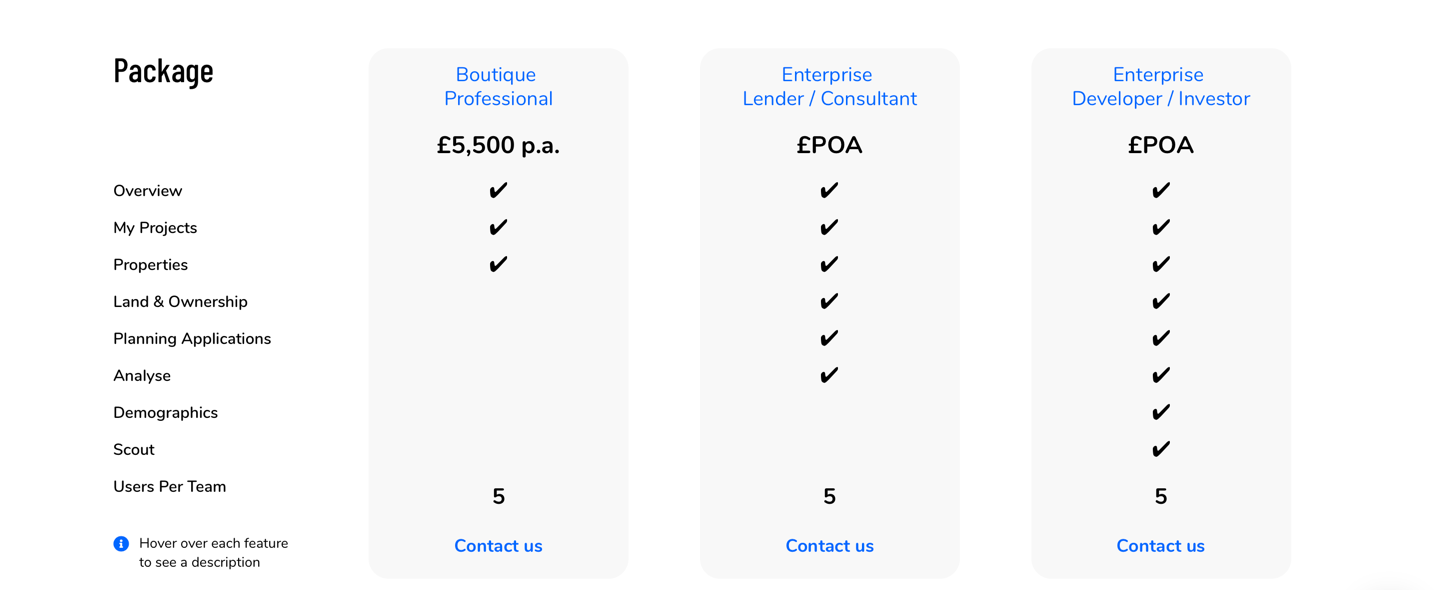 Package
Boutique
Professional
£5,500 p.a.
Enterprise
Lender / Consultant
£POA
Enterprise
Developer / Investor
£POA
Overview ✔ ✔ ✔
My Projects ✔ ✔ ✔
Properties ✔ ✔ ✔
Land & Ownership ✔ ✔
Planning Applications ✔ ✔
Analyse ✔ ✔
Demographics ✔
Scout ✔
Users Per Team 5 5 5
Hover over each feature
to see a description
Contact us Contact us Contact us